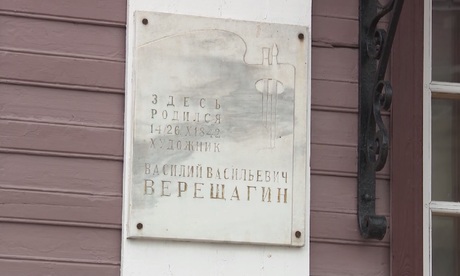 ЗДЕСЬ
РОДИЛСЯ
14·26·X·1842
ХУДОЖНИК
ВАСИЛИЙ ВАСИЛЬЕВИЧ
ВЕРЕЩАГИН